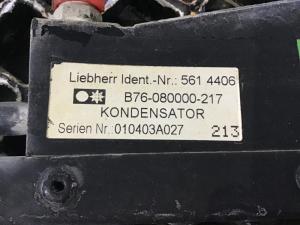 Liebherr Ident.-Nr.: 561 4406
B76-080000-217
KONDENSATOR
Serien Nr.: 010403A027 213